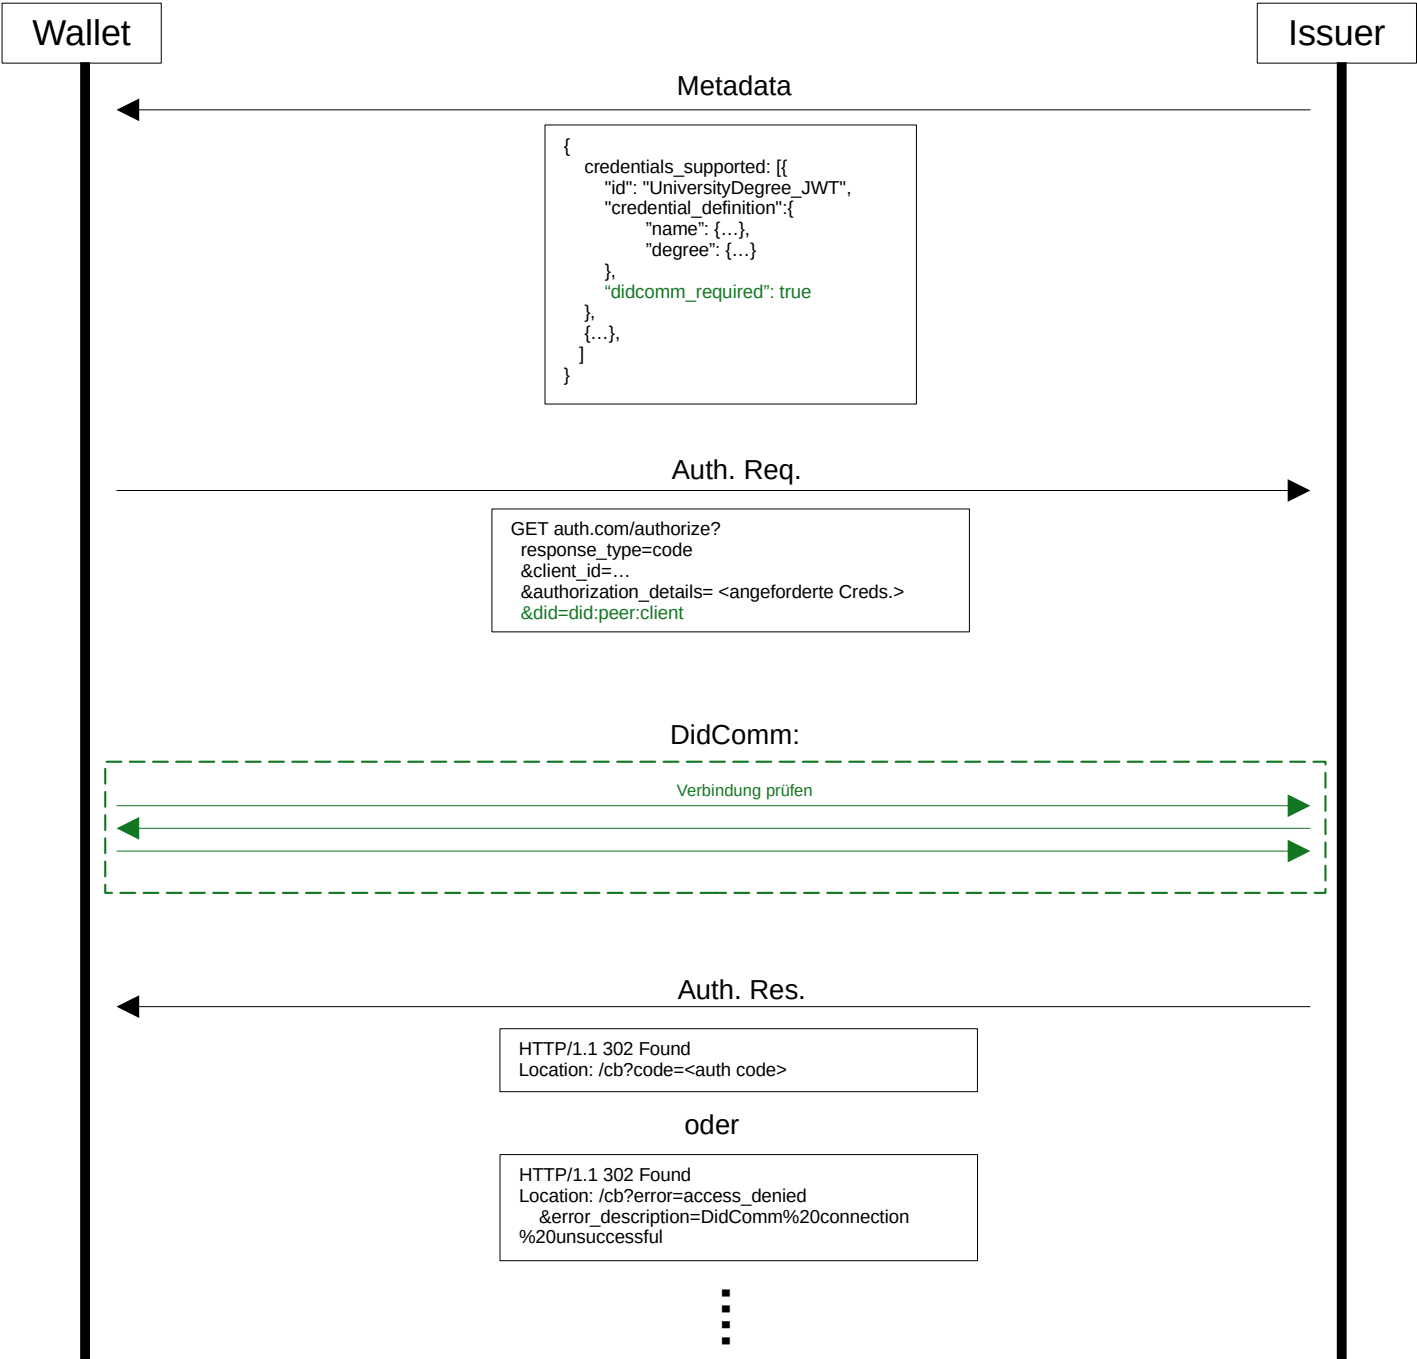 Wallet
Issuer
Metadata
{
credentials_supported: [{
"id": "UniversityDegree_JWT",
"credential_definition":{
”name”: {…},
”degree”: {…}
},
“didcomm_required”: true
},
{…},
]
}
Auth. Req.
GET auth.com/authorize?
response_type=code
&client_id=…
&authorization_details= <angeforderte Creds.>
&did=did:peer:client
DidComm:
Verbindung prüfen
Auth. Res.
HTTP/1.1 302 Found
Location: /cb?code=<auth code>
oder
HTTP/1.1 302 Found
Location: /cb?error=access_denied
&error_description=DidComm%20connection
%20unsuccessful